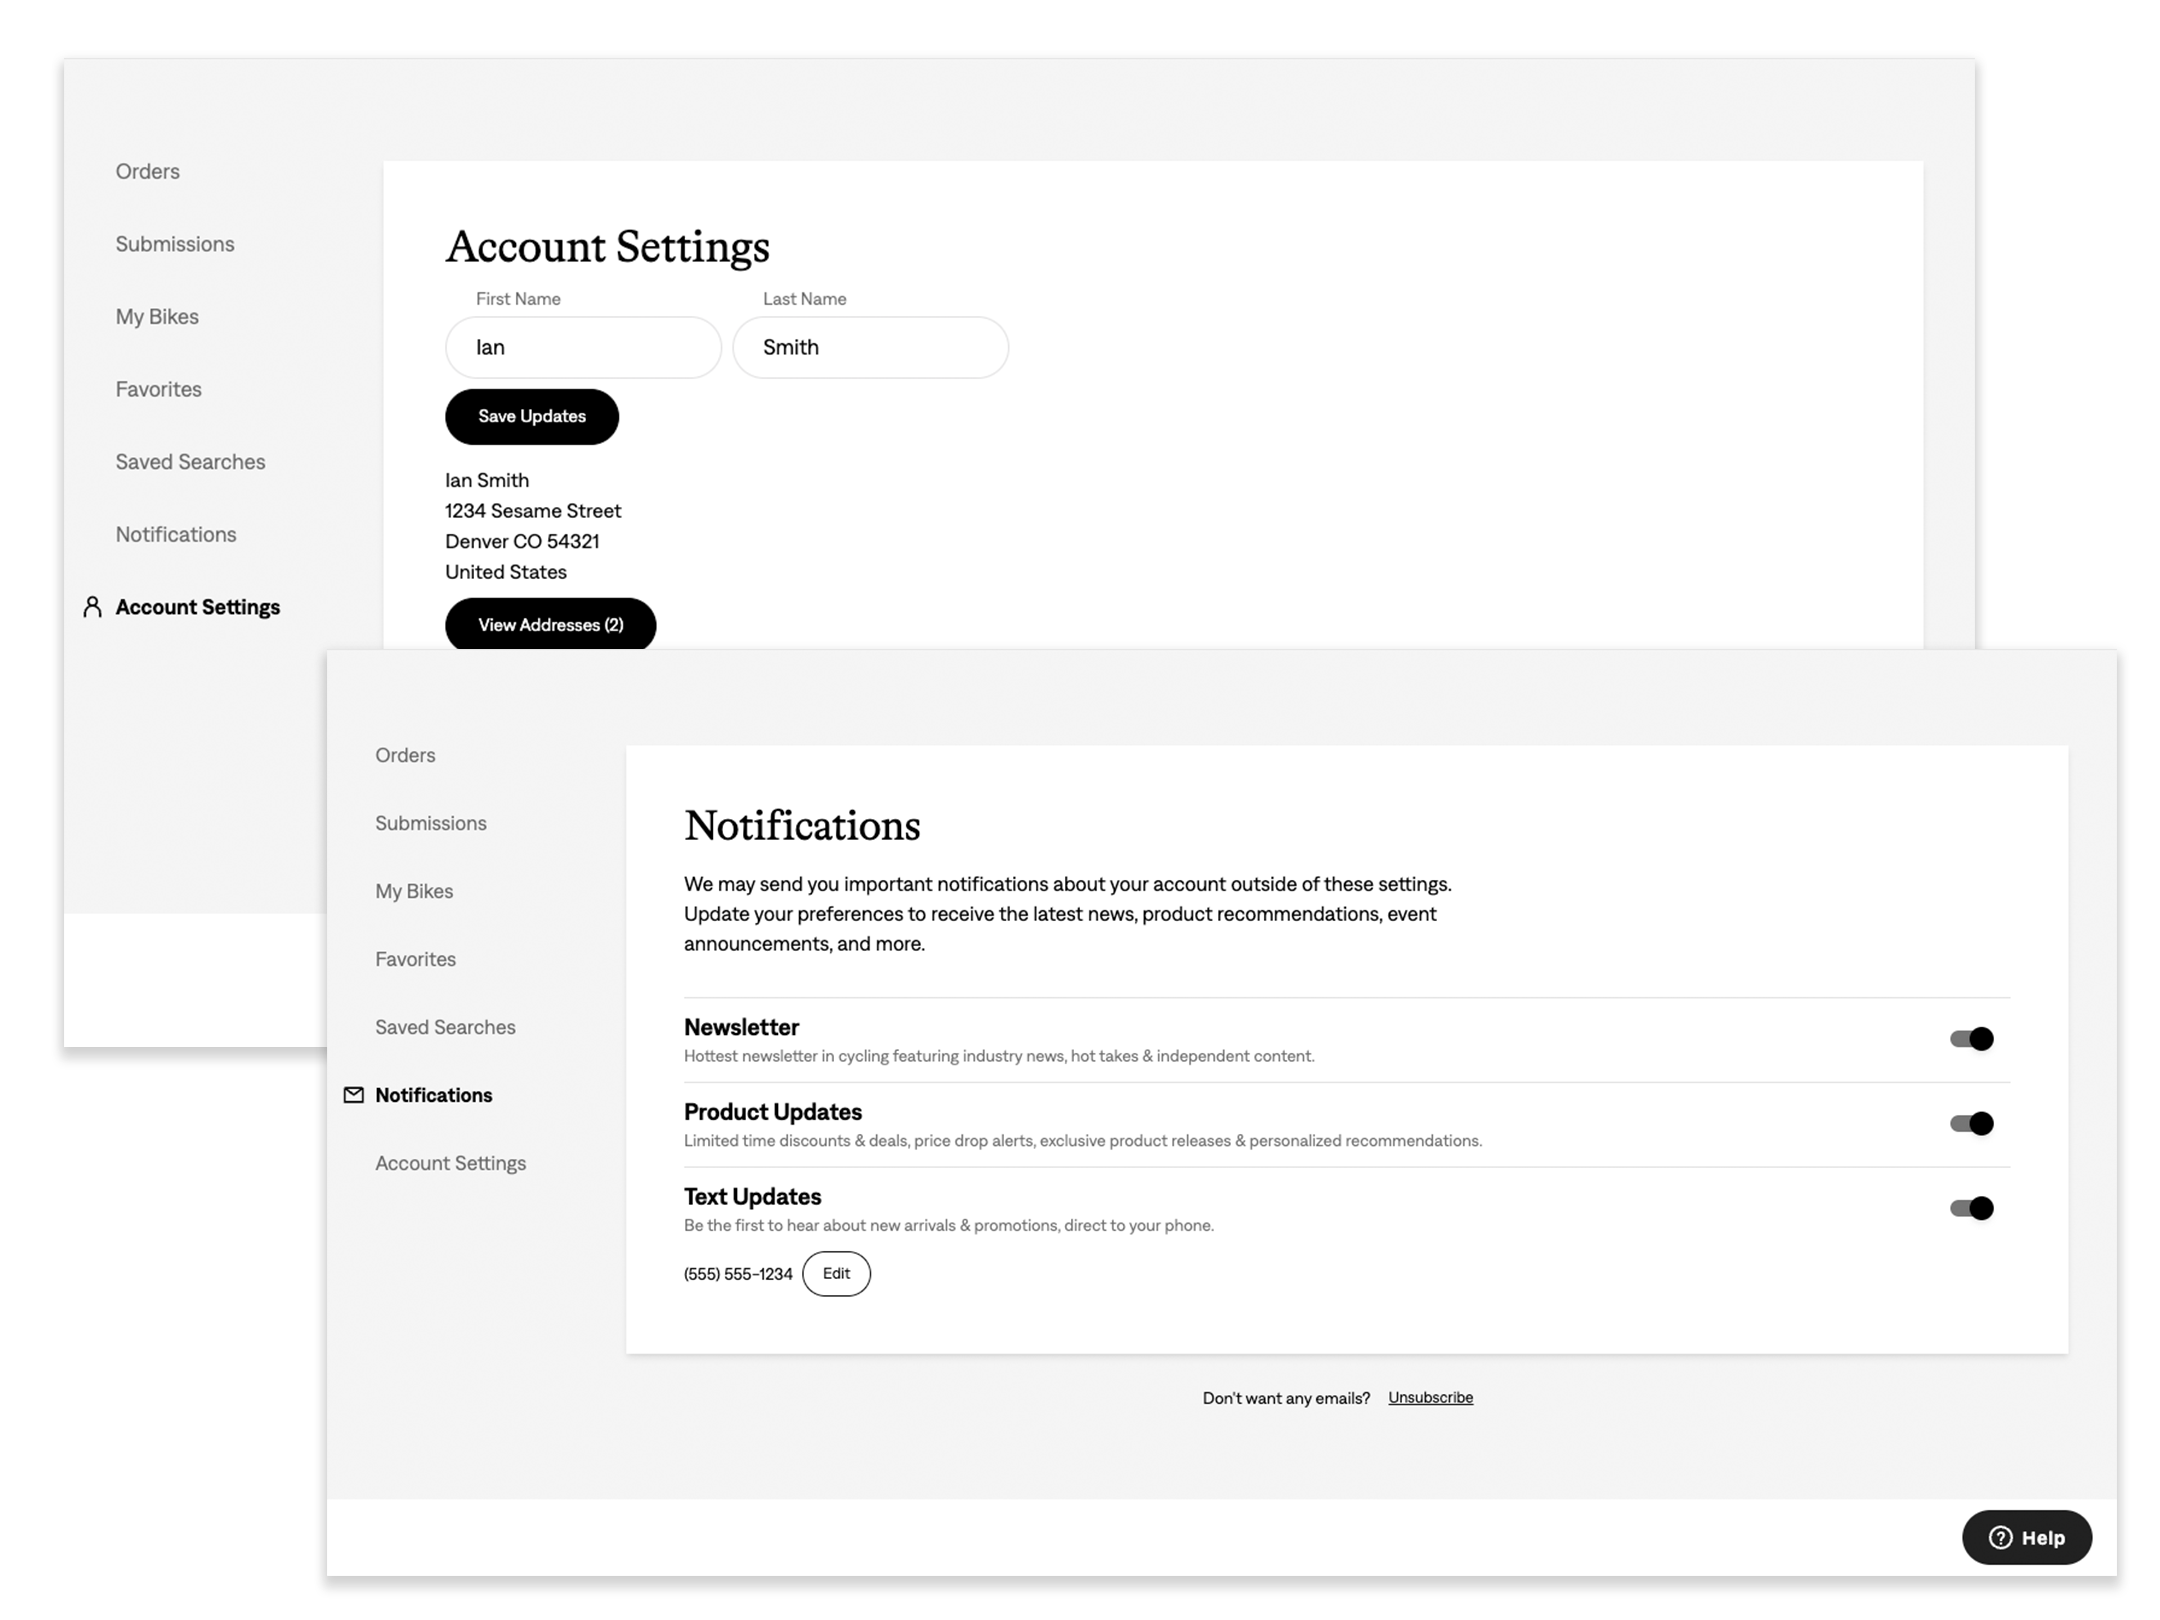 Orders
Submissions
My Bikes
Favorites
Saved Searches
Notifications
Account Settings
Account Settings
First Name
Last Name
Ian
Smith
Save Updates
Ian Smith
1234 Sesame Street
Denver CO 54321
United States
View Addresses (2)
Orders
Submissions
My Bikes
Favorites
Saved Searches
Notifications
Account Settings
Notifications
We may send you important notifications about your account outside of these settings.
Update your preferences to receive the latest news, product recommendations, event
announcements, and more.
Newsletter
Hottest newsletter in cycling featuring industry news, hot takes & independent content.
Product Updates
Limited time discounts & deals, price drop alerts, exclusive product releases & personalized recommendations.
Text Updates
Be the first to hear about new arrivals & promotions, direct to your phone.
(555) 555-1234 Edit
Don't want any emails? Unsubscribe
Help